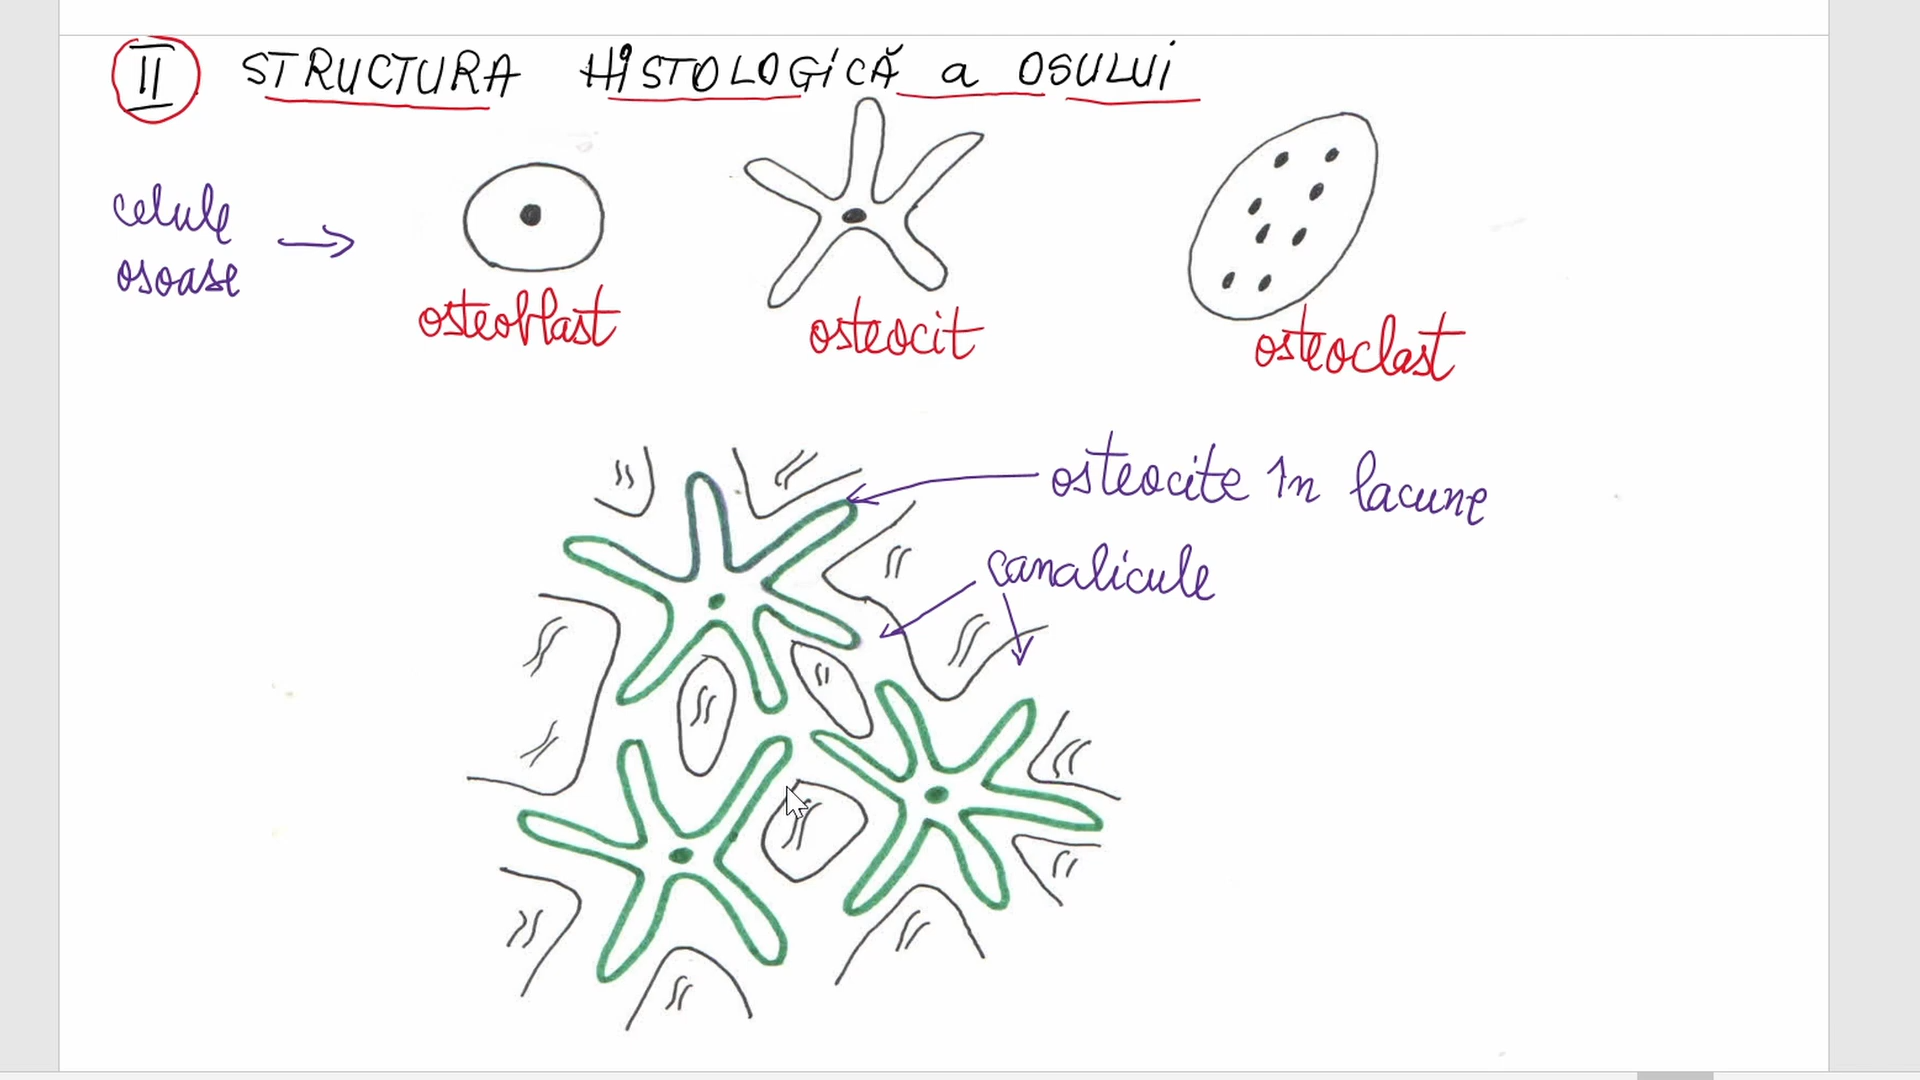 II STRUCTURA HISTOLOGICĂ a OSULUI
celule
osoase
osteoblast
osteocit
osteoclast
osteocite în lacune
canalicule